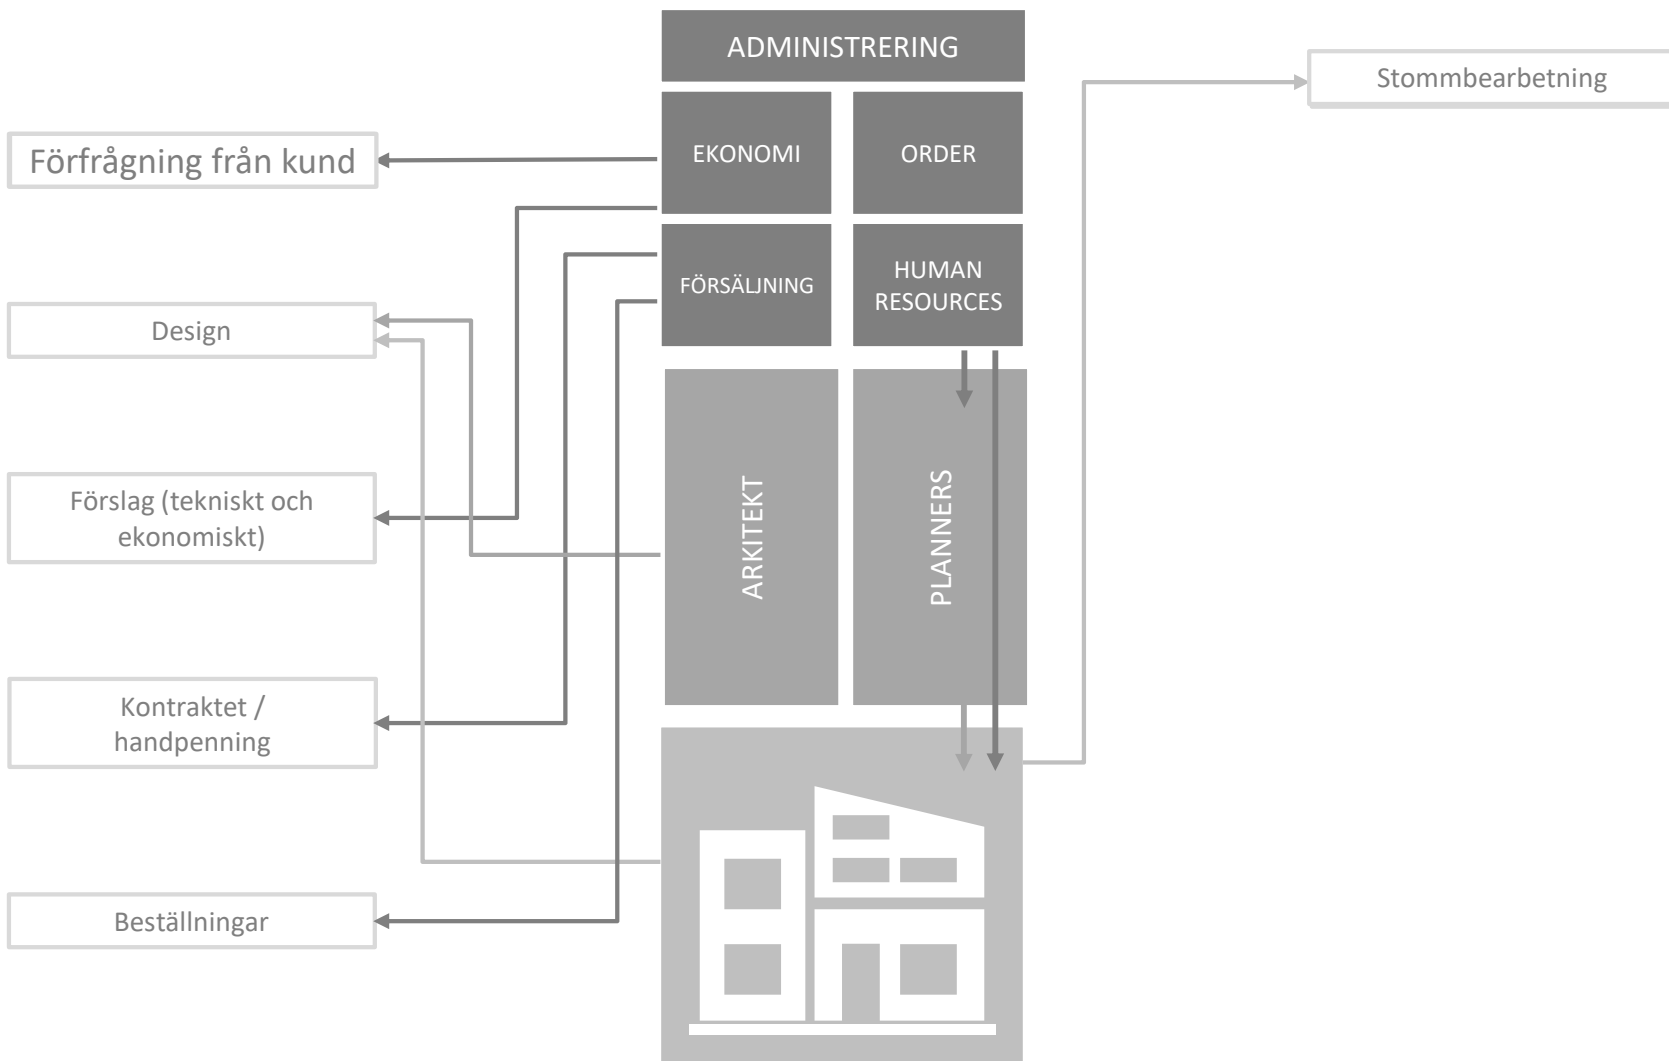 ADMINISTRERING
Stommbearbetning
EKONOMI
ORDER
Förfrågning från kund
FÖRSÄLJNING
HUMAN
RESOURCES
Design
ARKITEKT
PLANNERS
Förslag (tekniskt och
ekonomiskt)
Kontraktet /
handpenning
Beställningar